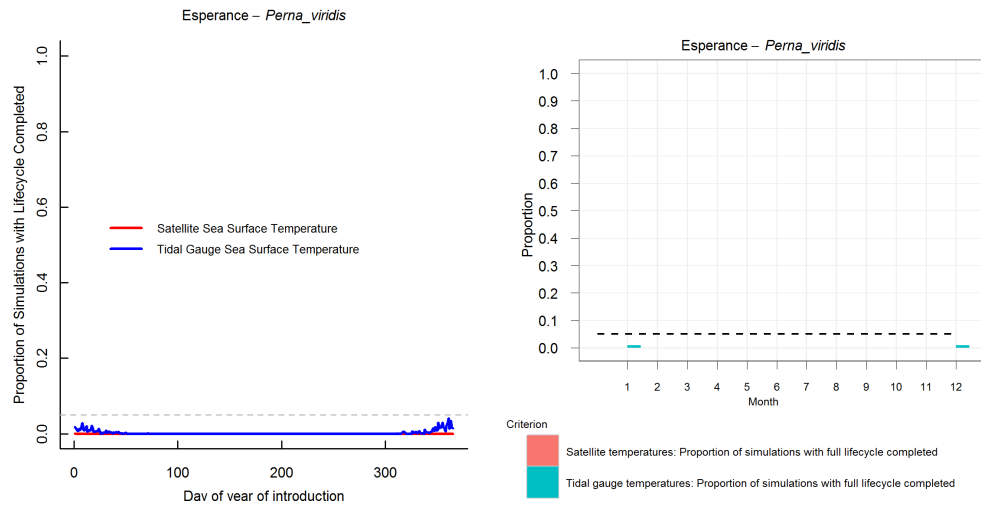 Esperance – Perna_viridis
Proportion of Simulations with Lifecycle Completed
1.0
0.8
0.6
0.4
0.2
0.0
Satellite Sea Surface Temperature
Tidal Gauge Sea Surface Temperature
0
100
200
300
Day of year of introduction
Esperance – Perna_viridis
Proportion
1.0
0.9
0.8
0.7
0.6
0.5
0.4
0.3
0.2
0.1
0.0
1 2 3 4 5 6 7 8 9 10 11 12
Month
Criterion
Satellite temperatures: Proportion of simulations with full lifecycle completed
Tidal gauge temperatures: Proportion of simulations with full lifecycle completed